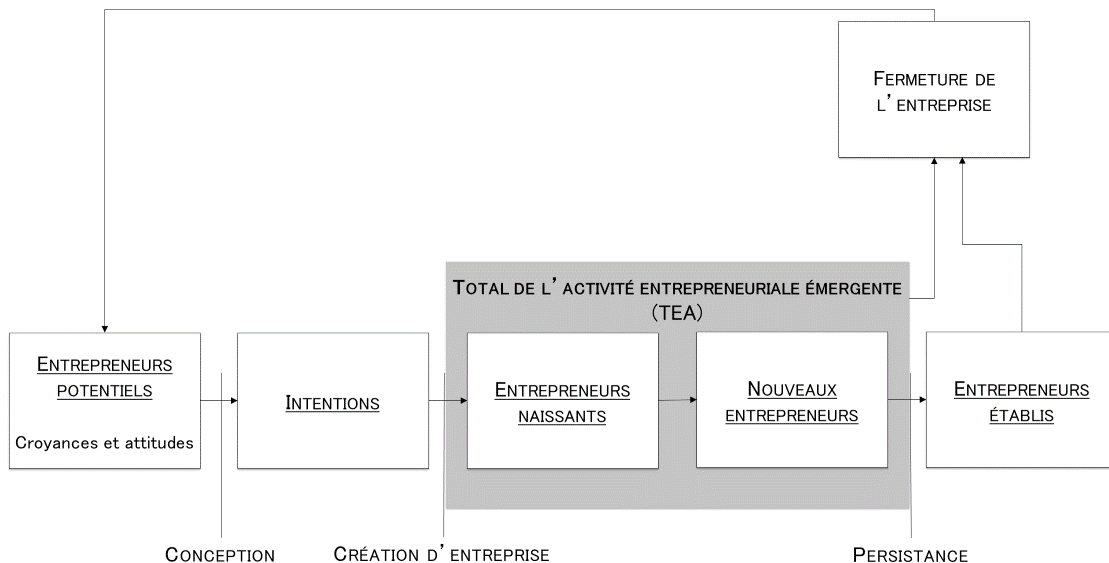 FERMETURE DE
L'ENTREPRISE
TOTAL DE L'ACTIVITÉ ENTREPRENEURIALE ÉMERGENTE
(TEA)
ENTREPRENEURS
POTENTIELS
Croyances et attitudes
INTENTIONS
ENTREPRENEURS
NAISSANTS
NOUVEAUX
ENTREPRENEURS
ENTREPRENEURS
ÉTABLIS
CONCEPTION
CRÉATION D'ENTREPRISE
PERSISTANCE